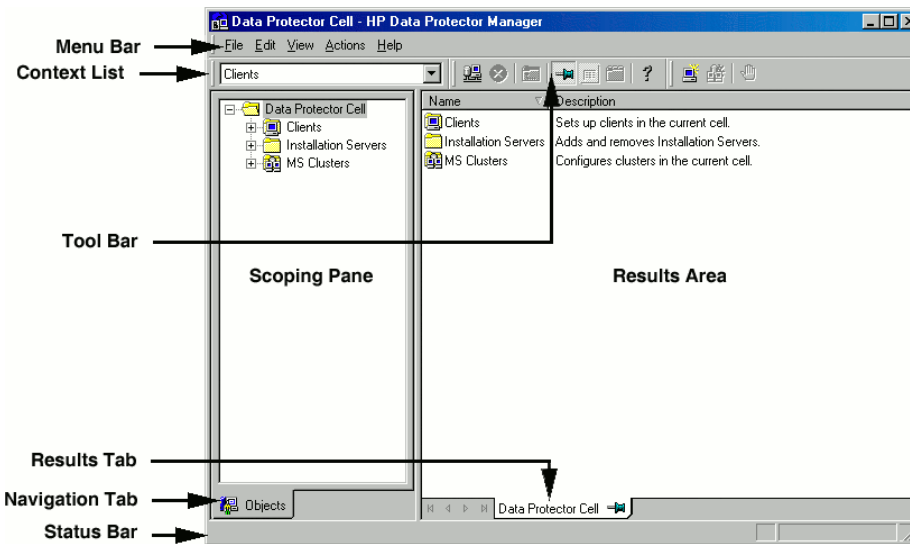 Data Protector Cell - HP Data Protector Manager
Menu Bar
File Edit View Actions Help
Context List
Clients
?
Name Description
Data Protector Cell
Clients
Installation Servers
MS Clusters
Clients Sets up clients in the current cell.
Installation Servers Adds and removes Installation Servers.
MS Clusters Configures clusters in the current cell.
Tool Bar
Scoping Pane
Results Area
Results Tab
Navigation Tab
Objects
Data Protector Cell
Status Bar